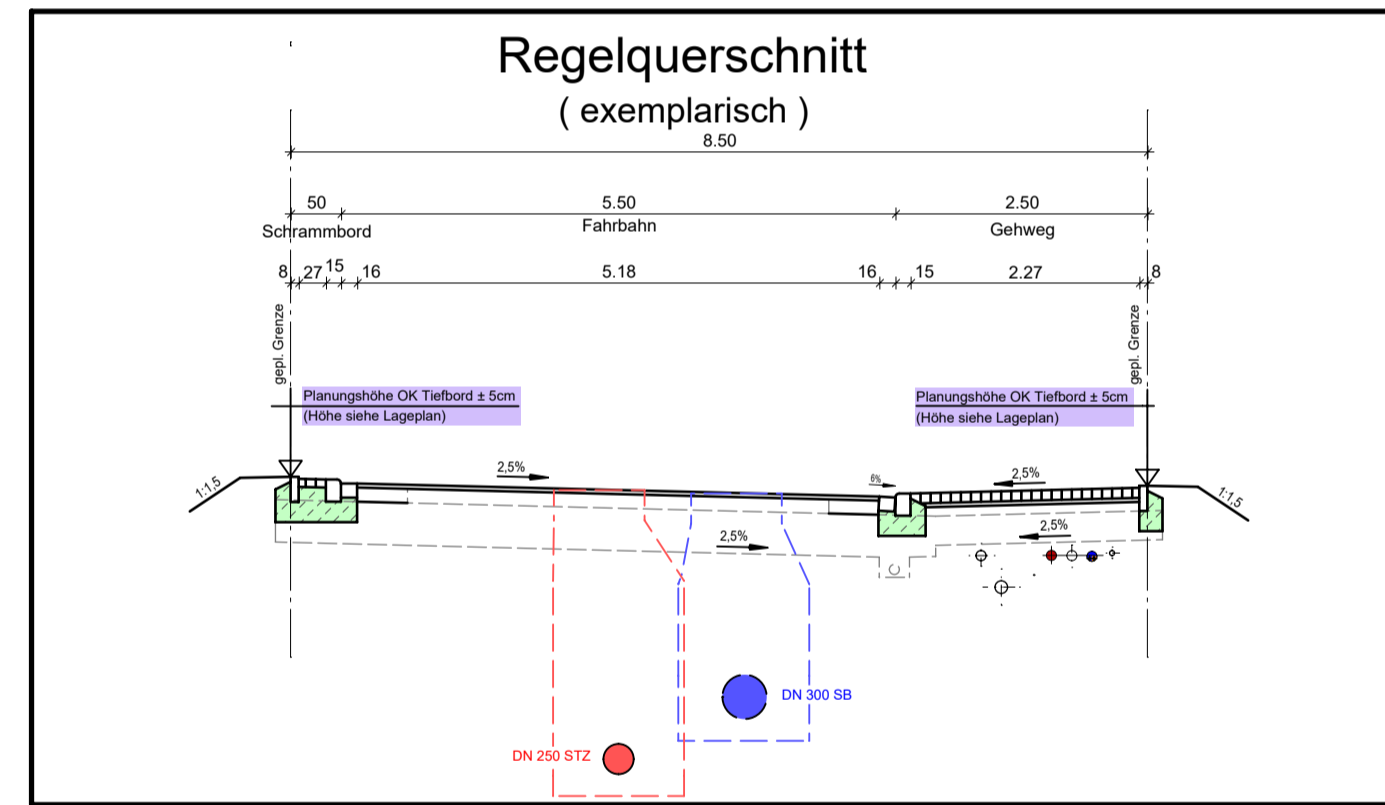 Regelquerschnitt
( exemplarisch )
8.50
50 5.50 2.50
Schrammbord Fahrbahn Gehweg
8 27 15 16 5.18 16 15 2.27 8
gepl. Grenze
gepl. Grenze
Planungshöhe OK Tiefbord ± 5cm
(Höhe siehe Lageplan)
Planungshöhe OK Tiefbord ± 5cm
(Höhe siehe Lageplan)
1:1,5
2,5%
6%
2,5%
1:1,5
2,5%
2,5%
DN 300 SB
DN 250 STZ